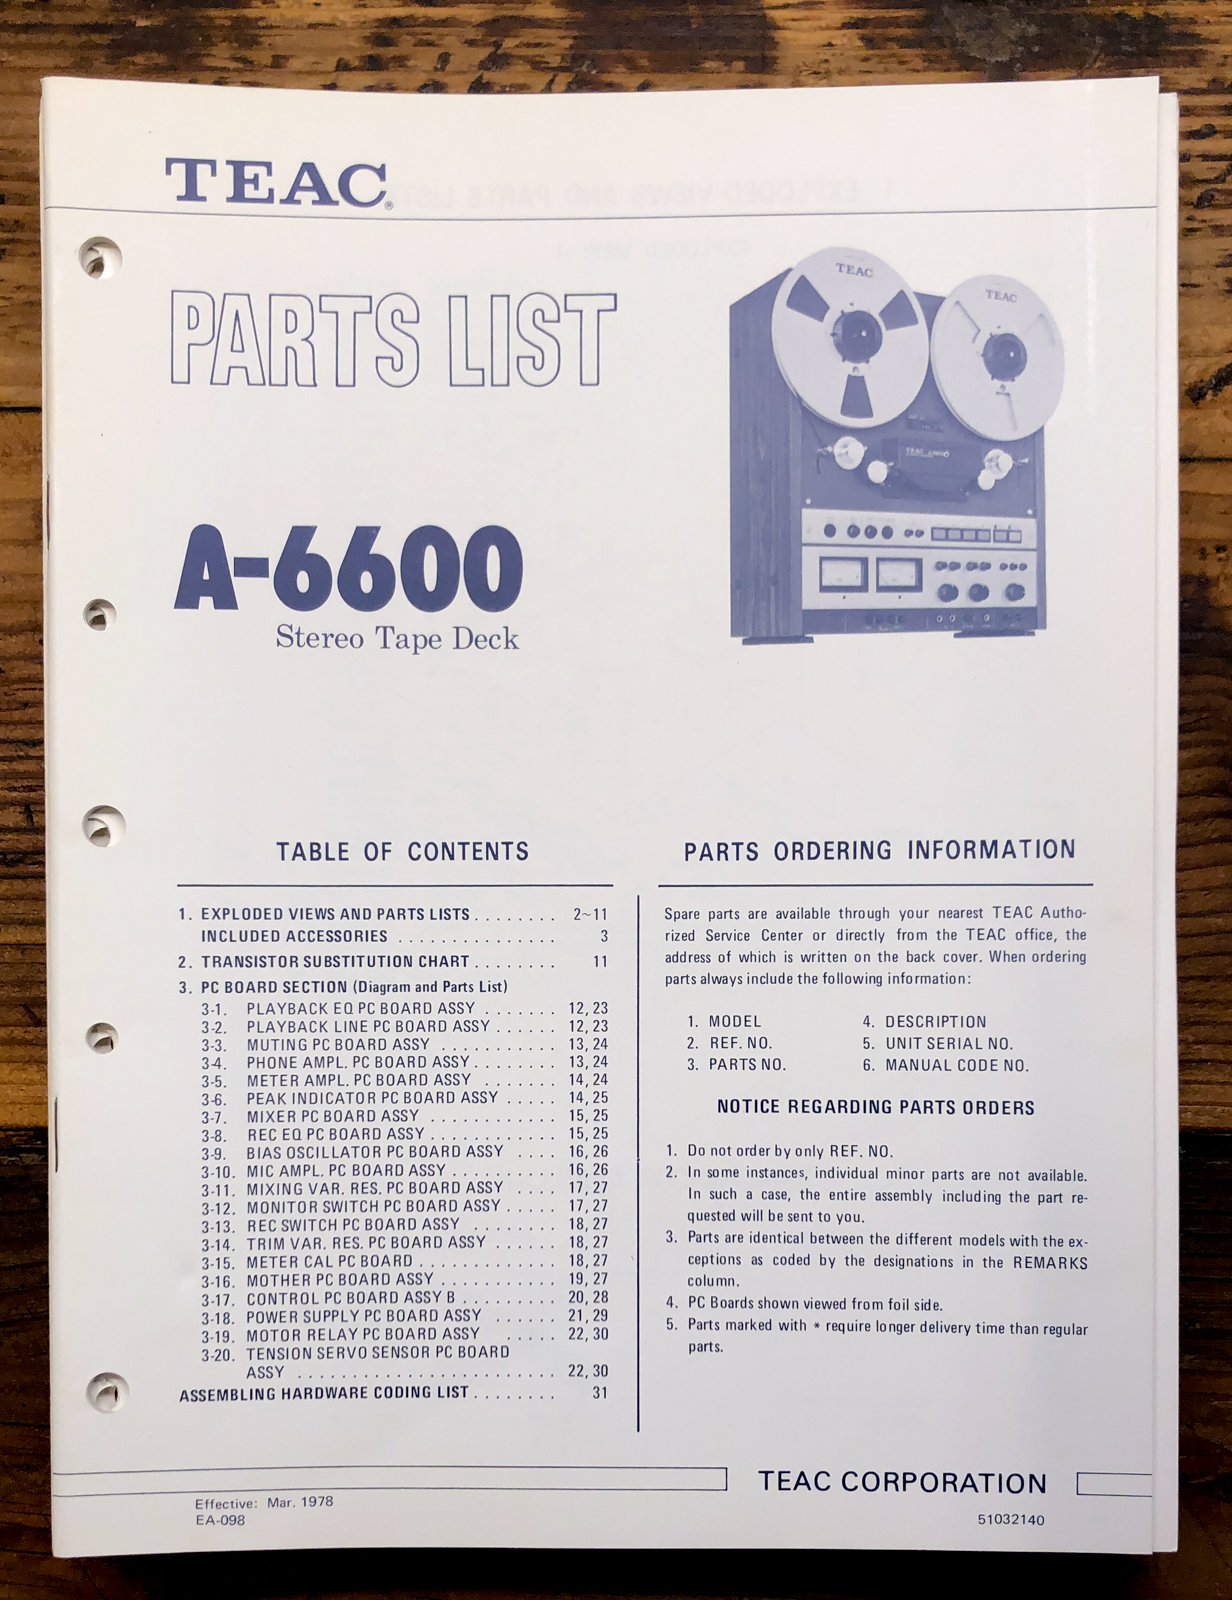 TEAC®
PARTS LIST
TEAC
TEAC
A-6600
Stereo Tape Deck
TABLE OF CONTENTS
1. EXPLODED VIEWS AND PARTS LISTS . . . . . . . . 2~11
INCLUDED ACCESSORIES . . . . . . . . . . . . . . . 3
2. TRANSISTOR SUBSTITUTION CHART . . . . . . . . 11
3. PC BOARD SECTION (Diagram and Parts List)
3-1. PLAYBACK EQ PC BOARD ASSY . . . . . . . 12, 23
3-2. PLAYBACK LINE PC BOARD ASSY . . . . . . 12, 23
3-3. MUTING PC BOARD ASSY . . . . . . . . . . . 13, 24
3-4. PHONE AMPL. PC BOARD ASSY . . . . . . . . 13, 24
3-5. METER AMPL. PC BOARD ASSY . . . . . . . 14, 24
3-6. PEAK INDICATOR PC BOARD ASSY . . . . . 14, 25
3-7. MIXER PC BOARD ASSY . . . . . . . . . . . . 15, 25
3-8. REC EQ PC BOARD ASSY . . . . . . . . . . . . 15, 25
3-9. BIAS OSCILLATOR PC BOARD ASSY . . . . 16, 26
3-10. MIC AMPL. PC BOARD ASSY . . . . . . . . . . 16, 26
3-11. MIXING VAR. RES. PC BOARD ASSY . . . . 17, 27
3-12. MONITOR SWITCH PC BOARD ASSY . . . . . 17, 27
3-13. REC SWITCH PC BOARD ASSY . . . . . . . . 18, 27
3-14. TRIM VAR. RES. PC BOARD ASSY . . . . . . . 18, 27
3-15. METER CAL PC BOARD . . . . . . . . . . . . . 18, 27
3-16. MOTHER PC BOARD ASSY . . . . . . . . . . . 19, 27
3-17. CONTROL PC BOARD ASSY B . . . . . . . . . 20, 28
3-18. POWER SUPPLY PC BOARD ASSY . . . . . . 21, 29
3-19. MOTOR RELAY PC BOARD ASSY . . . . . 22, 30
3-20. TENSION SERVO SENSOR PC BOARD
ASSY . . . . . . . . . . . . . . . . . . . . . . . . . 22, 30
ASSEMBLING HARDWARE CODING LIST . . . . . . . . 31
PARTS ORDERING INFORMATION
Spare parts are available through your nearest TEAC Autho-
rized Service Center or directly from the TEAC office, the
address of which is written on the back cover. When ordering
parts always include the following information:
1. MODEL 4. DESCRIPTION
2. REF. NO. 5. UNIT SERIAL NO.
3. PARTS NO. 6. MANUAL CODE NO.
NOTICE REGARDING PARTS ORDERS
1. Do not order by only REF. NO.
2. In some instances, individual minor parts are not available.
In such a case, the entire assembly including the part re-
quested will be sent to you.
3. Parts are identical between the different models with the ex-
ceptions as coded by the designations in the REMARKS
column.
4. PC Boards shown viewed from foil side.
5. Parts marked with * require longer delivery time than regular
parts.
TEAC CORPORATION
Effective: Mar. 1978
EA-098
51032140